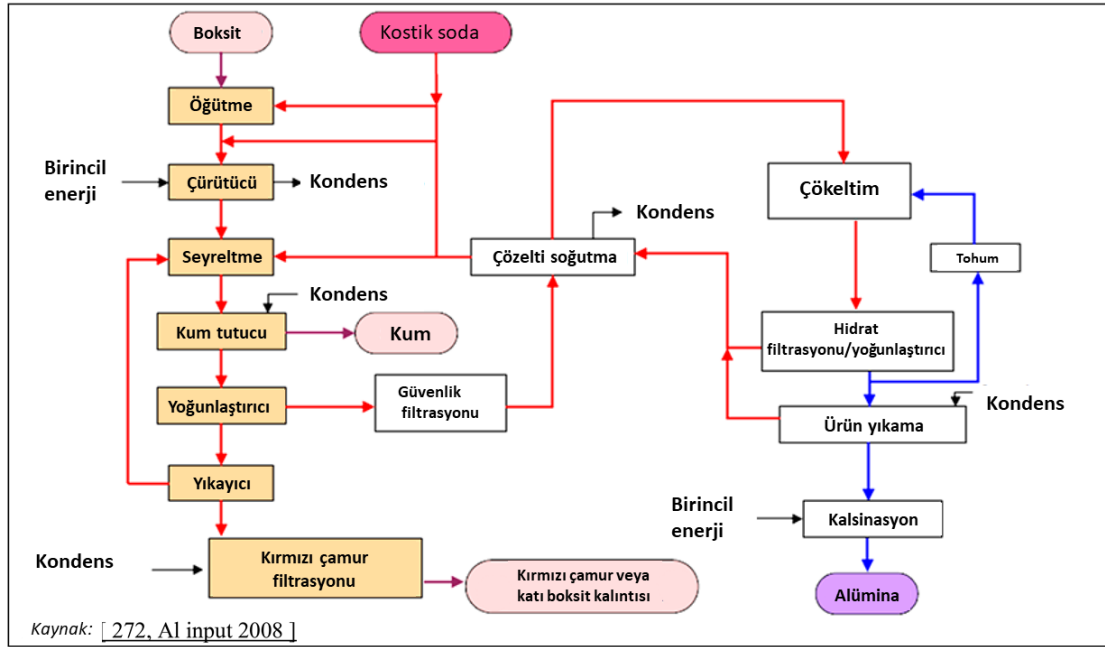 Boksit
Kostik soda
Öğütme
Birincil
enerji
Çürütücü
Kondens
Çökeltim
Kondens
Seyreltme
Çözelti soğutma
Tohum
Kondens
Kum tutucu
Kum
Hidrat
filtrasyonu/yoğunlaştırıcı
Yoğunlaştırıcı
Güvenlik
filtrasyonu
Kondens
Ürün yıkama
Yıkayıcı
Birincil
enerji
Kalsinasyon
Kondens
Kırmızı çamur
filtrasyonu
Kırmızı çamur veya
katı boksit kalıntısı
Alümina
Kaynak: [ 272, Al input 2008 ]